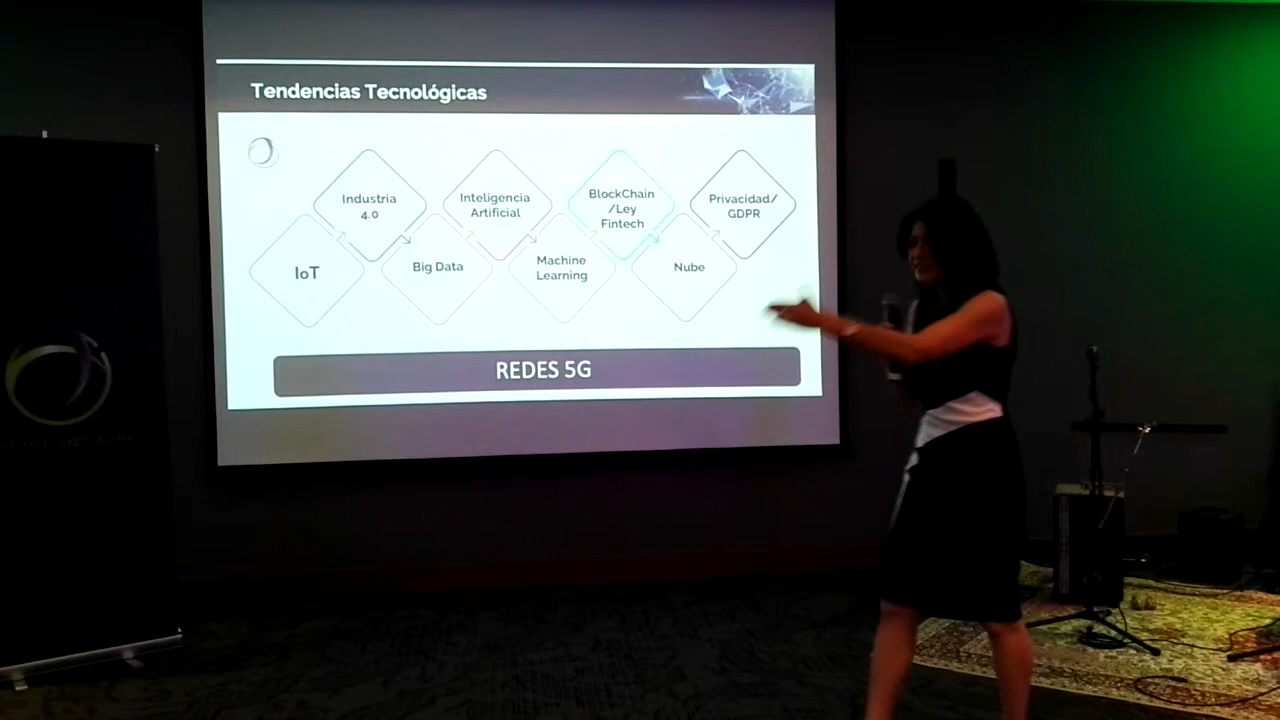 Tendencias Tecnológicas
Industria
4.0
Inteligencia
Artificial
BlockChain
/Ley
Fintech
Privacidad/
GDPR
IoT
Big Data
Machine
Learning
Nube
REDES 5G